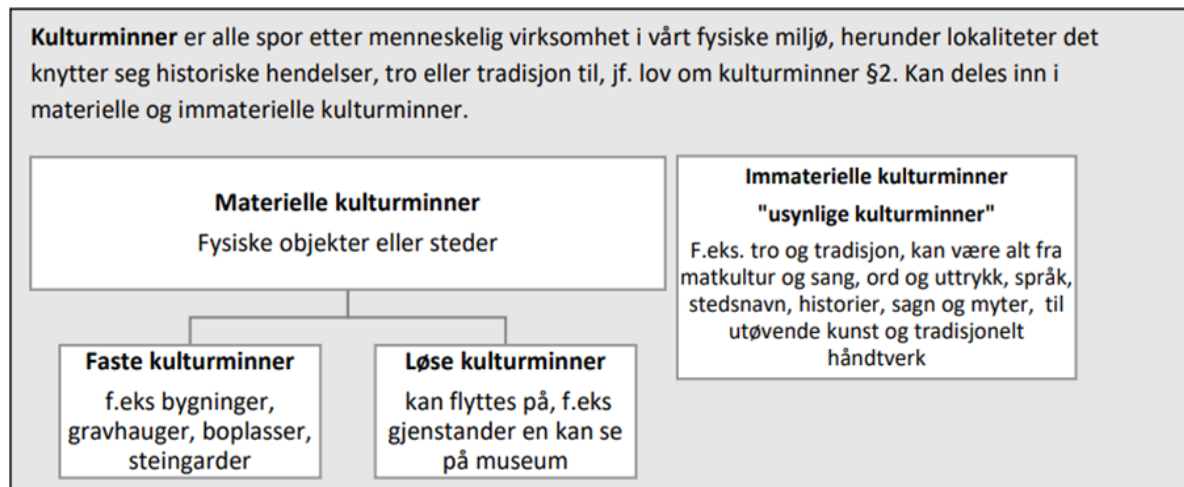 Kulturminner er alle spor etter menneskelig virksomhet i vårt fysiske miljø, herunder lokaliteter det
knytter seg historiske hendelser, tro eller tradisjon til, jf. lov om kulturminner §2. Kan deles inn i
materielle og immaterielle kulturminner.
Materielle kulturminner
Fysiske objekter eller steder
Immaterielle kulturminner
"usynlige kulturminner"
F.eks. tro og tradisjon, kan være alt fra
matkultur og sang, ord og uttrykk, språk,
stedsnavn, historier, sagn og myter, til
utøvende kunst og tradisjonelt
håndtverk
Faste kulturminner
f.eks bygninger,
gravhauger, boplasser,
steingarder
Løse kulturminner
kan flyttes på, f.eks
gjenstander en kan se
på museum